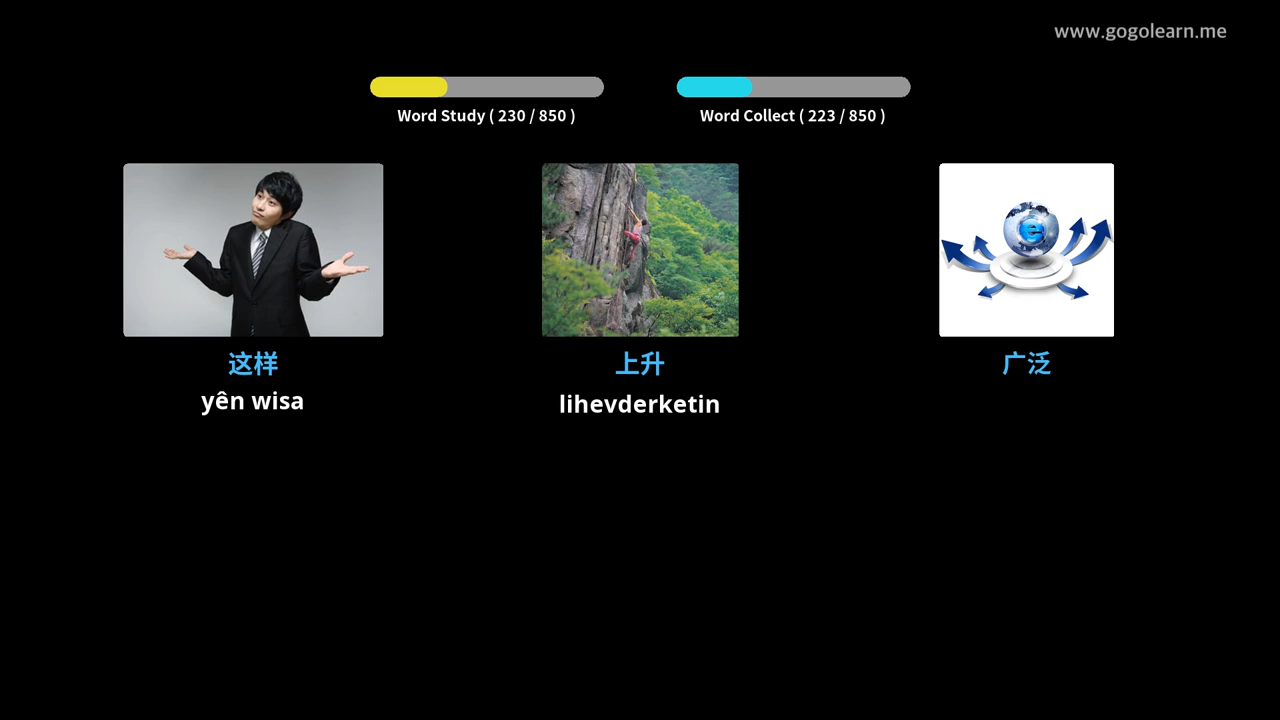 www.gogolearn.me
Word Study ( 230 / 850 )
Word Collect ( 223 / 850 )
这样
上升
广泛
yên wisa
lihevderketin